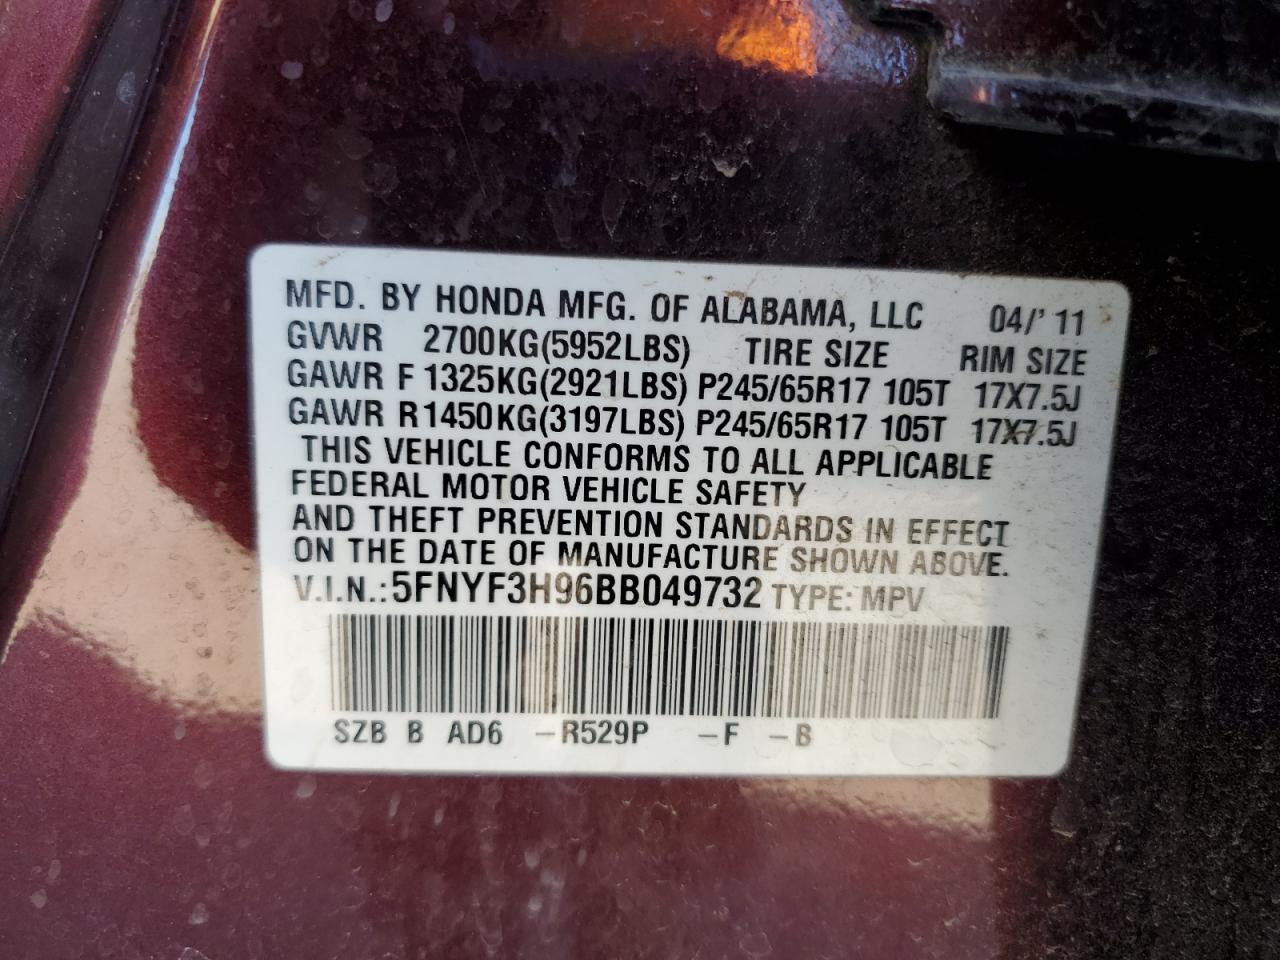 MFD. BY HONDA MFG. OF ALABAMA, LLC 04/' 11
GVWR 2700KG(5952LBS) TIRE SIZE RIM SIZE
GAWR F 1325KG(2921LBS) P245/65R17 105T 17X7.5J
GAWR R 1450KG(3197LBS) P245/65R17 105T 17X7.5J
THIS VEHICLE CONFORMS TO ALL APPLICABLE
FEDERAL MOTOR VEHICLE SAFETY
AND THEFT PREVENTION STANDARDS IN EFFECT
ON THE DATE OF MANUFACTURE SHOWN ABOVE.
V.I.N.:5FNYF3H96BB049732 TYPE: MPV
SZB B AD6 -R529P -F -B